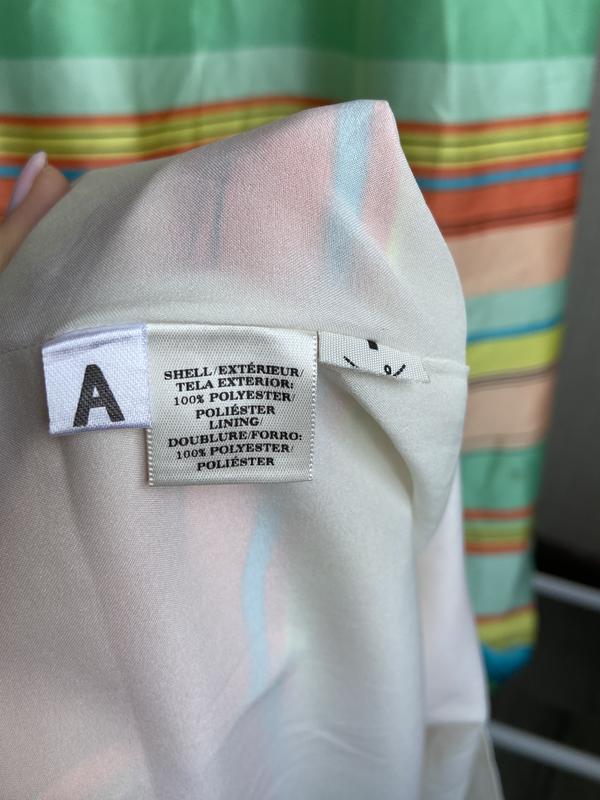 A
SHELL/EXTÉRIEUR/
TELA EXTERIOR:
100% POLYESTER/
POLIÉSTER
LINING/
DOUBLURE/FORRO:
100% POLYESTER/
POLIÉSTER